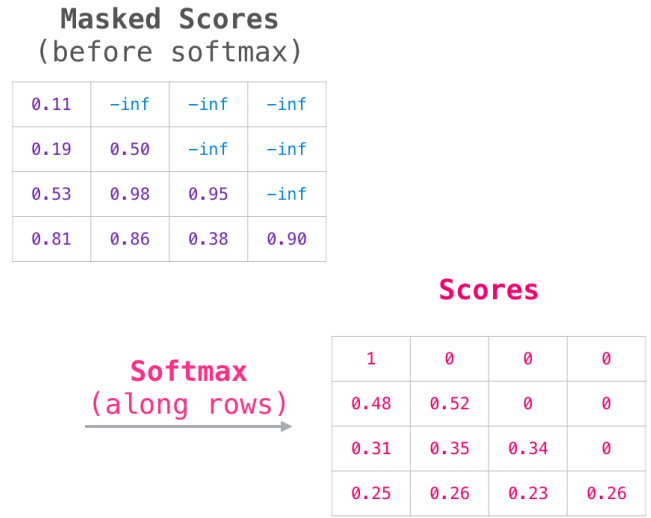 Masked Scores
(before softmax)
0.11 -inf -inf -inf
0.19 0.50 -inf -inf
0.53 0.98 0.95 -inf
0.81 0.86 0.38 0.90
Scores
Softmax
(along rows)
1 0 0 0
0.48 0.52 0 0
0.31 0.35 0.34 0
0.25 0.26 0.23 0.26